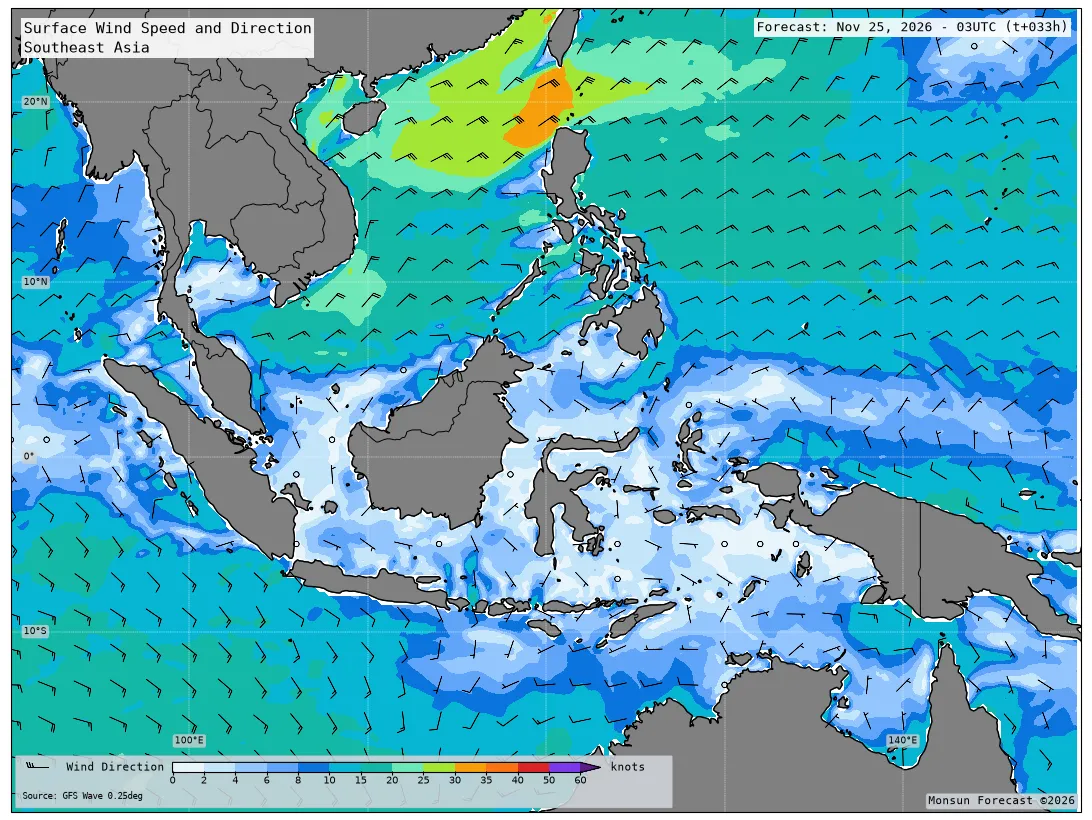 Surface Wind Speed and Direction
Southeast Asia
Forecast: Nov 25, 2026 - 03UTC (t+033h)
20°N
10°N
0°
10°S
100°E
140°E
Wind Direction
0 2 4 6 8 10 15 20 25 30 35 40 50 60
knots
Source: GFS Wave 0.25deg
Monsun Forecast ©2026